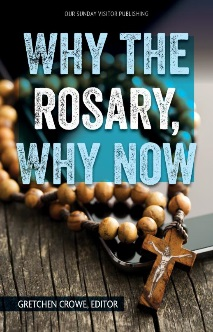 OUR SUNDAY VISITOR PUBLISHING
WHY THE
ROSARY,
WHY NOW
GRETCHEN CROWE, EDITOR